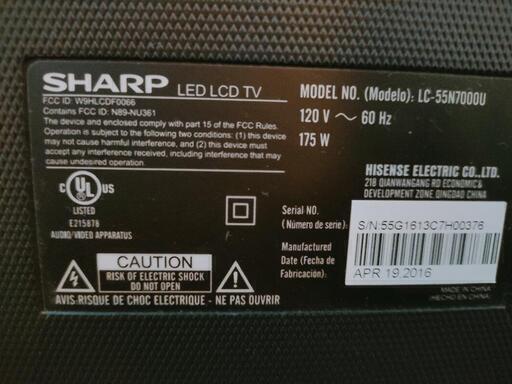 SHARP LED LCD TV
FCC ID: W9HLCDF0066
Contains FCC ID: N89-NU361
The device and enclosed comply with part 15 of the FCC Rules.
Operation is subject to the following two conditions: (1) this device
may not cause harmful interference, and (2) this device must
accept any interference received, including interference that may
cause undesired operation.
C UL US
LISTED
E215878
AUDIO/VIDEO APPARATUS
CAUTION
RISK OF ELECTRIC SHOCK
DO NOT OPEN
AVIS:RISQUE DE CHOC ELECTRIQUE - NE PAS OUVRIR
MODEL NO. (Modelo): LC-55N7000U
120 V ~ 60 Hz
175 W
HISENSE ELECTRIC CO.,LTD.
218 QIANWANGANG RD ECONOMIC&
DEVELOPMENT ZONE QINGDAO CHINA
Serial NO.
(Número de serie):
S/N:55G1613C7H00376
Manufactured
Date (Fecha de
Fabricación):
APR.19.2016
MADE IN CHINA
(HECHO EN CHINA)